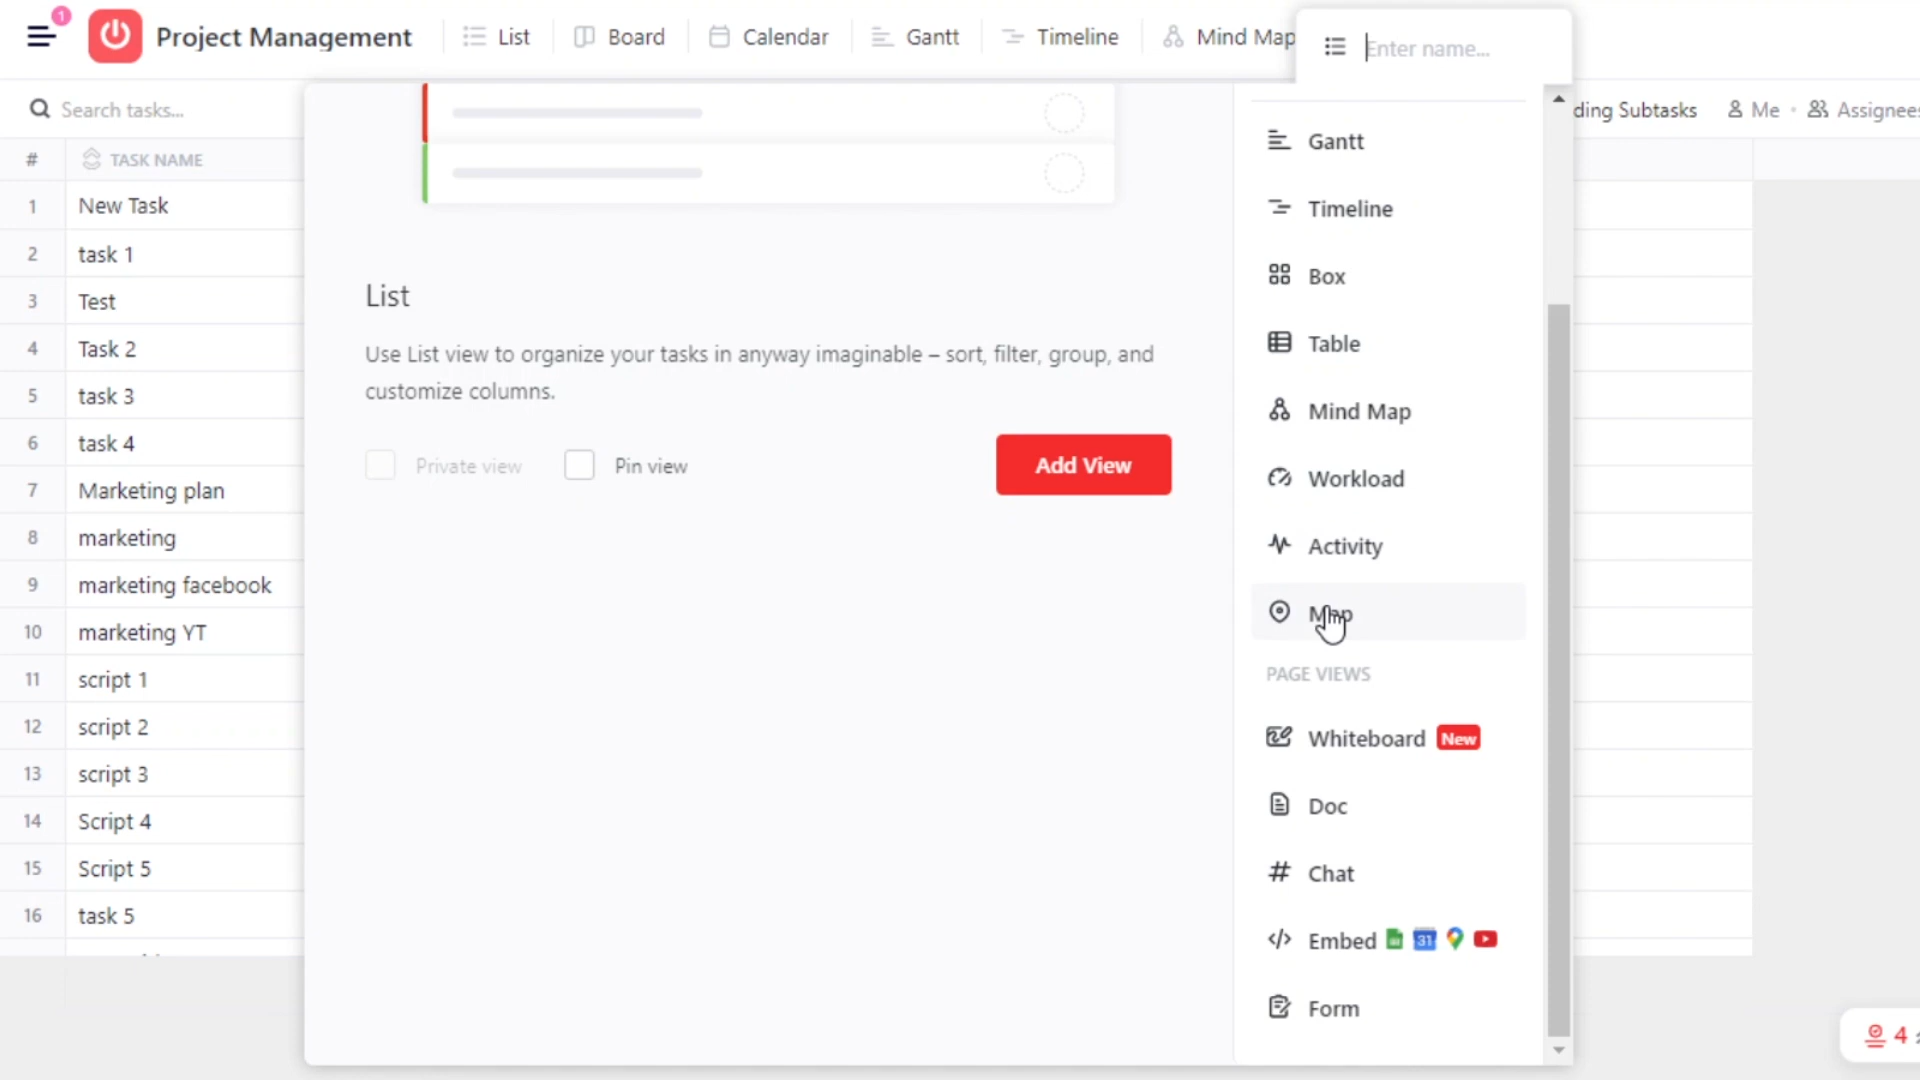 1
Project Management
List
Board
Calendar
Gantt
Timeline
Mind Map
Enter name...
Search tasks...
ding Subtasks
Me
Assignees
#
TASK NAME
1
New Task
2
task 1
3
Test
4
Task 2
5
task 3
6
task 4
7
Marketing plan
8
marketing
9
marketing facebook
10
marketing YT
11
script 1
12
script 2
13
script 3
14
Script 4
15
Script 5
16
task 5
List
Use List view to organize your tasks in anyway imaginable – sort, filter, group, and
customize columns.
Private view
Pin view
Add View
Gantt
Timeline
Box
Table
Mind Map
Workload
Activity
Map
PAGE VIEWS
Whiteboard New
Doc
Chat
Embed
31
Form
4